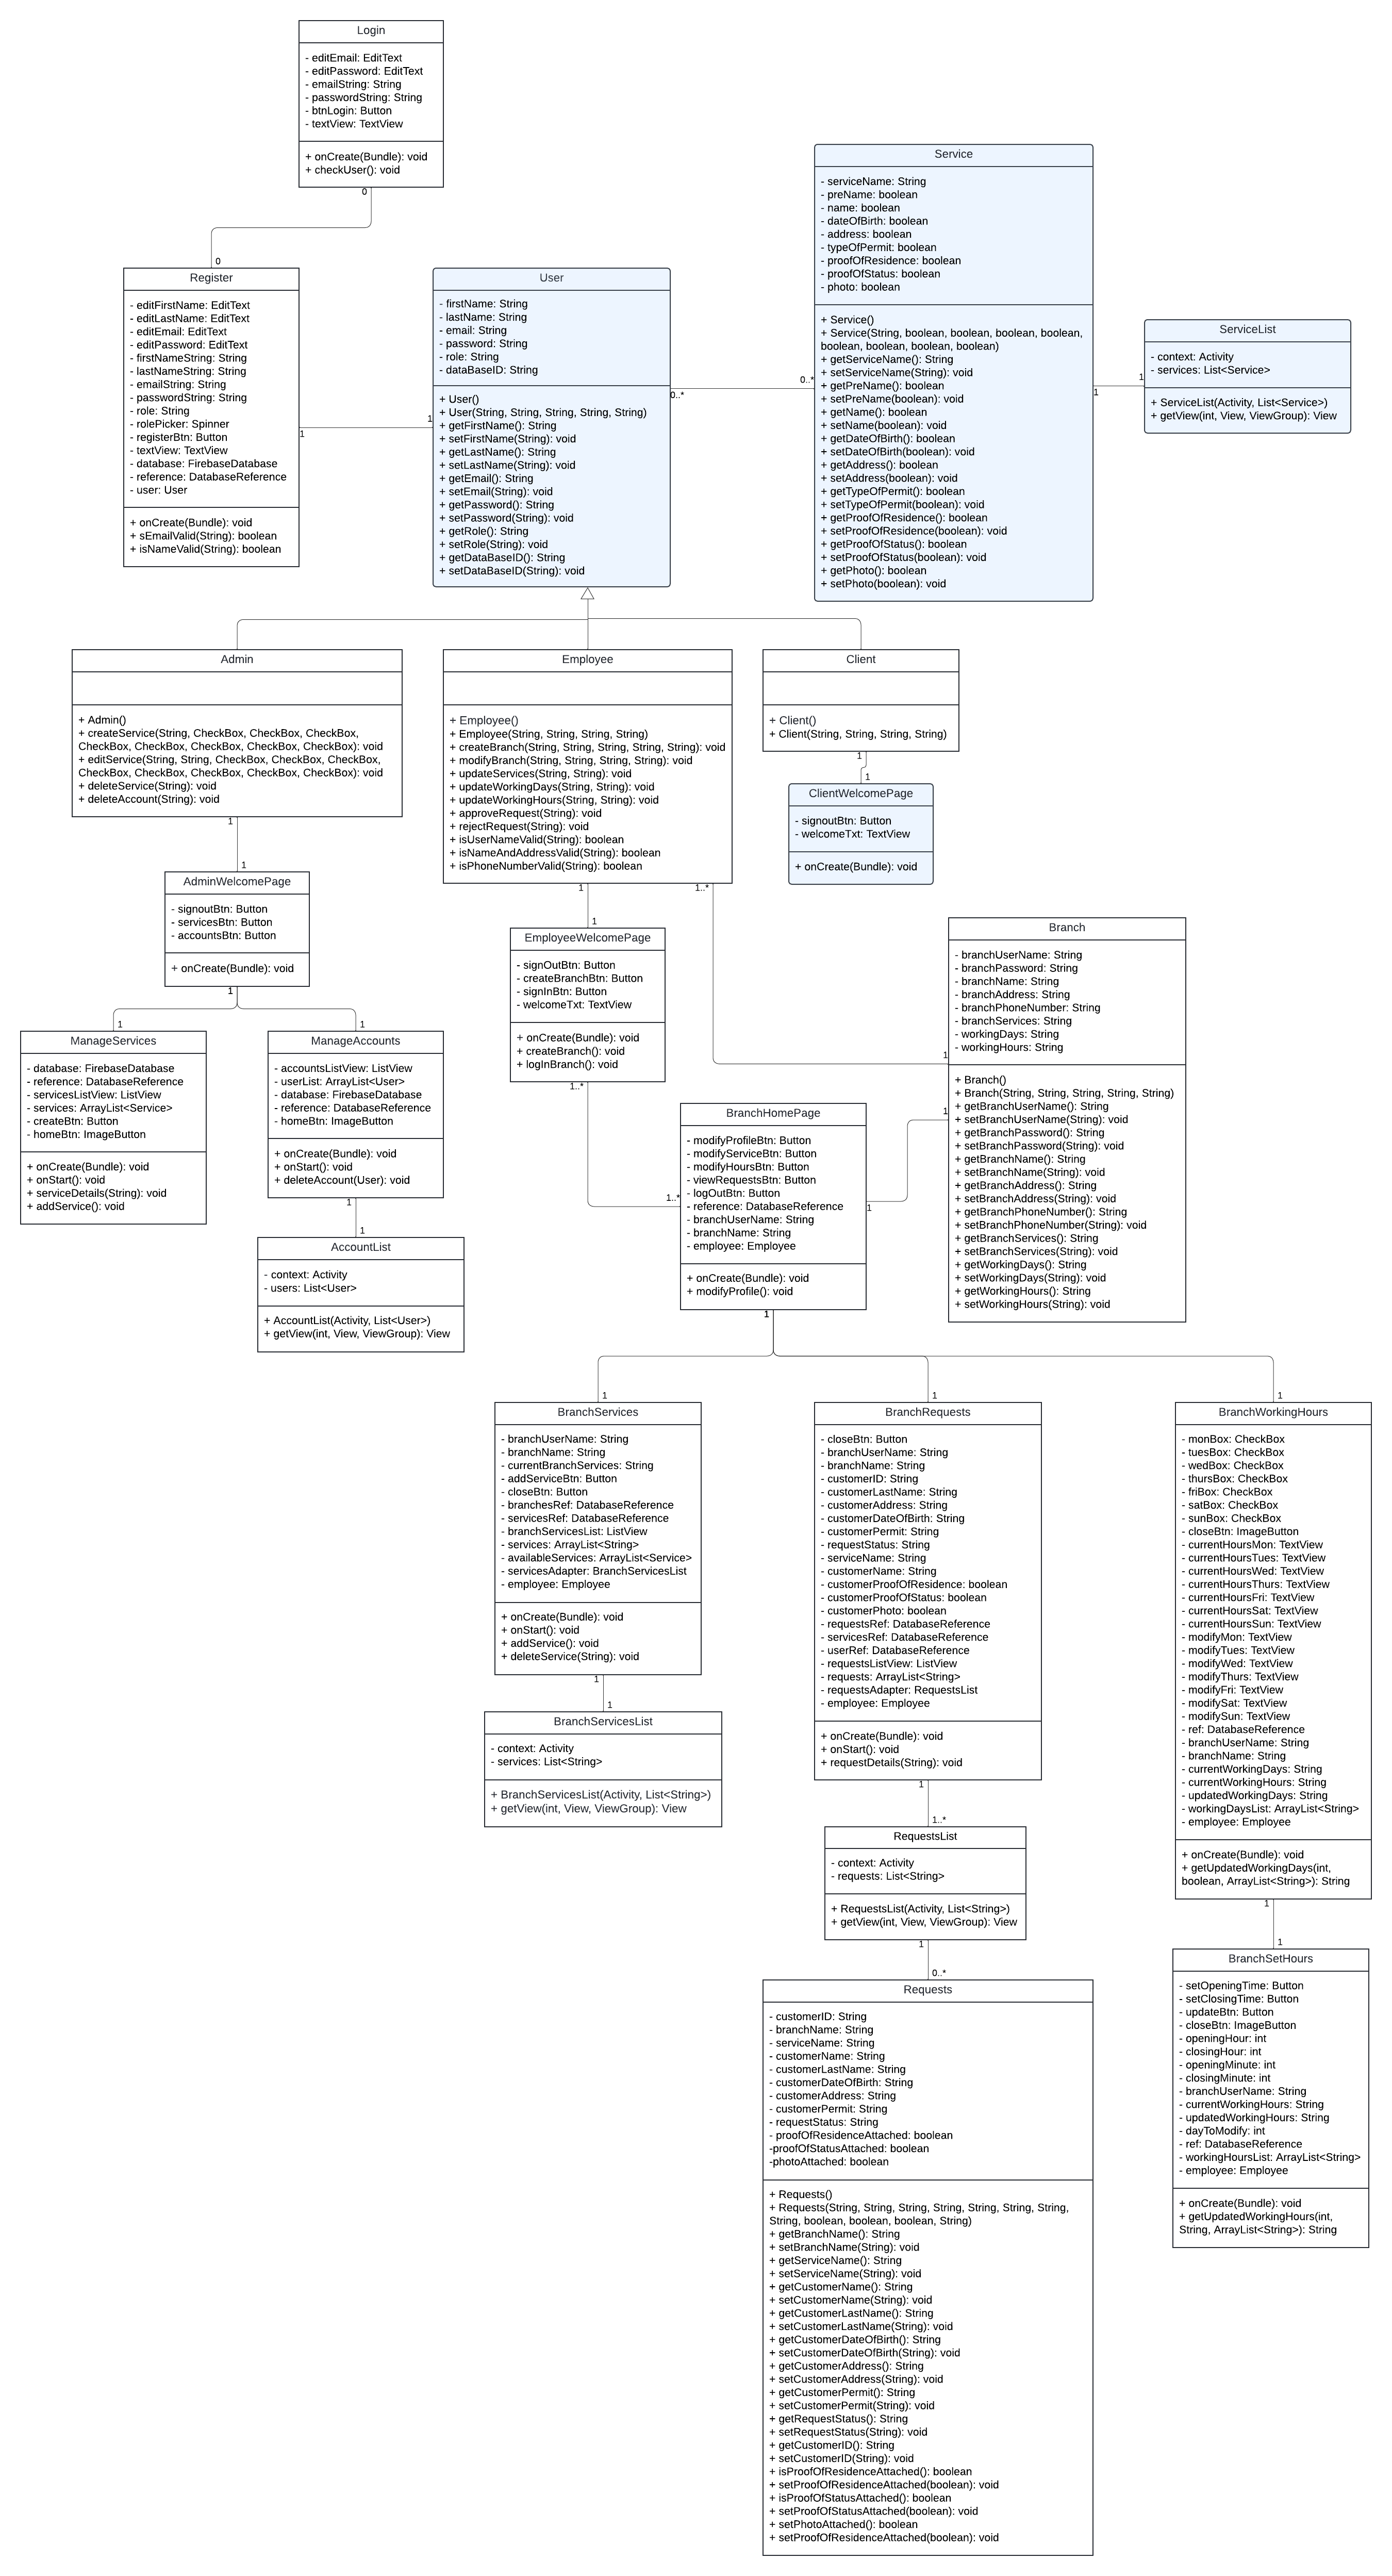 Login
- editEmail: EditText
- editPassword: EditText
- emailString: String
- passwordString: String
- btnLogin: Button
- textView: TextView
+ onCreate(Bundle): void
+ checkUser(): void
0
0
Register
- editFirstName: EditText
- editLastName: EditText
- editEmail: EditText
- editPassword: EditText
- firstNameString: String
- lastNameString: String
- emailString: String
- passwordString: String
- role: String
- rolePicker: Spinner
- registerBtn: Button
- textView: TextView
- database: FirebaseDatabase
- reference: DatabaseReference
- user: User
+ onCreate(Bundle): void
+ sEmailValid(String): boolean
+ isNameValid(String): boolean
1
1
User
- firstName: String
- lastName: String
- email: String
- password: String
- role: String
- dataBaseID: String
+ User()
+ User(String, String, String, String, String)
+ getFirstName(): String
+ setFirstName(String): void
+ getLastName(): String
+ setLastName(String): void
+ getEmail(): String
+ setEmail(String): void
+ getPassword(): String
+ setPassword(String): void
+ getRole(): String
+ setRole(String): void
+ getDataBaseID(): String
+ setDataBaseID(String): void
0..*
0..*
Service
- serviceName: String
- preName: boolean
- name: boolean
- dateOfBirth: boolean
- address: boolean
- typeOfPermit: boolean
- proofOfResidence: boolean
- proofOfStatus: boolean
- photo: boolean
+ Service()
+ Service(String, boolean, boolean, boolean, boolean,
boolean, boolean, boolean, boolean)
+ getServiceName(): String
+ setServiceName(String): void
+ getPreName(): boolean
+ setPreName(boolean): void
+ getName(): boolean
+ setName(boolean): void
+ getDateOfBirth(): boolean
+ setDateOfBirth(boolean): void
+ getAddress(): boolean
+ setAddress(boolean): void
+ getTypeOfPermit(): boolean
+ setTypeOfPermit(boolean): void
+ getProofOfResidence(): boolean
+ setProofOfResidence(boolean): void
+ getProofOfStatus(): boolean
+ setProofOfStatus(boolean): void
+ getPhoto(): boolean
+ setPhoto(boolean): void
1
1
ServiceList
- context: Activity
- services: List<Service>
+ ServiceList(Activity, List<Service>)
+ getView(int, View, ViewGroup): View
Admin
+ Admin()
+ createService(String, CheckBox, CheckBox, CheckBox,
CheckBox, CheckBox, CheckBox, CheckBox, CheckBox): void
+ editService(String, String, CheckBox, CheckBox, CheckBox,
CheckBox, CheckBox, CheckBox, CheckBox, CheckBox): void
+ deleteService(String): void
+ deleteAccount(String): void
1
1
Employee
+ Employee()
+ Employee(String, String, String, String)
+ createBranch(String, String, String, String, String): void
+ modifyBranch(String, String, String, String): void
+ updateServices(String, String): void
+ updateWorkingDays(String, String): void
+ updateWorkingHours(String, String): void
+ approveRequest(String): void
+ rejectRequest(String): void
+ isUserNameValid(String): boolean
+ isNameAndAddressValid(String): boolean
+ isPhoneNumberValid(String): boolean
1
1..*
1
Client
+ Client()
+ Client(String, String, String, String)
1
1
ClientWelcomePage
- signoutBtn: Button
- welcomeTxt: TextView
+ onCreate(Bundle): void
AdminWelcomePage
- signoutBtn: Button
- servicesBtn: Button
- accountsBtn: Button
+ onCreate(Bundle): void
1
1
1
ManageServices
- database: FirebaseDatabase
- reference: DatabaseReference
- servicesListView: ListView
- services: ArrayList<Service>
- createBtn: Button
- homeBtn: ImageButton
+ onCreate(Bundle): void
+ onStart(): void
+ serviceDetails(String): void
+ addService(): void
ManageAccounts
- accountsListView: ListView
- userList: ArrayList<User>
- database: FirebaseDatabase
- reference: DatabaseReference
- homeBtn: ImageButton
+ onCreate(Bundle): void
+ onStart(): void
+ deleteAccount(User): void
1
1
AccountList
- context: Activity
- users: List<User>
+ AccountList(Activity, List<User>)
+ getView(int, View, ViewGroup): View
EmployeeWelcomePage
- signOutBtn: Button
- createBranchBtn: Button
- signInBtn: Button
- welcomeTxt: TextView
+ onCreate(Bundle): void
+ createBranch(): void
+ logInBranch(): void
1..*
1..*
Branch
- branchUserName: String
- branchPassword: String
- branchName: String
- branchAddress: String
- branchPhoneNumber: String
- branchServices: String
- workingDays: String
- workingHours: String
1
+ Branch()
+ Branch(String, String, String, String, String)
+ getBranchUserName(): String
+ setBranchUserName(String): void
+ getBranchPassword(): String
+ setBranchPassword(String): void
+ getBranchName(): String
+ setBranchName(String): void
+ getBranchAddress(): String
+ setBranchAddress(String): void
+ getBranchPhoneNumber(): String
+ setBranchPhoneNumber(String): void
+ getBranchServices(): String
+ setBranchServices(String): void
+ getWorkingDays(): String
+ setWorkingDays(String): void
+ getWorkingHours(): String
+ setWorkingHours(String): void
1
1
BranchHomePage
- modifyProfileBtn: Button
- modifyServiceBtn: Button
- modifyHoursBtn: Button
- viewRequestsBtn: Button
- logOutBtn: Button
- reference: DatabaseReference
- branchUserName: String
- branchName: String
- employee: Employee
+ onCreate(Bundle): void
+ modifyProfile(): void
1
1
1
1
BranchServices
- branchUserName: String
- branchName: String
- currentBranchServices: String
- addServiceBtn: Button
- closeBtn: Button
- branchesRef: DatabaseReference
- servicesRef: DatabaseReference
- branchServicesList: ListView
- services: ArrayList<String>
- availableServices: ArrayList<Service>
- servicesAdapter: BranchServicesList
- employee: Employee
+ onCreate(Bundle): void
+ onStart(): void
+ addService(): void
+ deleteService(String): void
1
1
BranchServicesList
- context: Activity
- services: List<String>
+ BranchServicesList(Activity, List<String>)
+ getView(int, View, ViewGroup): View
BranchRequests
- closeBtn: Button
- branchUserName: String
- branchName: String
- customerID: String
- customerLastName: String
- customerAddress: String
- customerDateOfBirth: String
- customerPermit: String
- requestStatus: String
- serviceName: String
- customerName: String
- customerProofOfResidence: boolean
- customerProofOfStatus: boolean
- customerPhoto: boolean
- requestsRef: DatabaseReference
- servicesRef: DatabaseReference
- userRef: DatabaseReference
- requestsListView: ListView
- requests: ArrayList<String>
- requestsAdapter: RequestsList
- employee: Employee
+ onCreate(Bundle): void
+ onStart(): void
+ requestDetails(String): void
1
1..*
RequestsList
- context: Activity
- requests: List<String>
+ RequestsList(Activity, List<String>)
+ getView(int, View, ViewGroup): View
1
0..*
Requests
- customerID: String
- branchName: String
- serviceName: String
- customerName: String
- customerLastName: String
- customerDateOfBirth: String
- customerAddress: String
- customerPermit: String
- requestStatus: String
- proofOfResidenceAttached: boolean
-proofOfStatusAttached: boolean
-photoAttached: boolean
+ Requests()
+ Requests(String, String, String, String, String, String, String,
String, boolean, boolean, boolean, String)
+ getBranchName(): String
+ setBranchName(String): void
+ getServiceName(): String
+ setServiceName(String): void
+ getCustomerName(): String
+ setCustomerName(String): void
+ getCustomerLastName(): String
+ setCustomerLastName(String): void
+ getCustomerDateOfBirth(): String
+ setCustomerDateOfBirth(String): void
+ getCustomerAddress(): String
+ setCustomerAddress(String): void
+ getCustomerPermit(): String
+ setCustomerPermit(String): void
+ getRequestStatus(): String
+ setRequestStatus(String): void
+ getCustomerID(): String
+ setCustomerID(String): void
+ isProofOfResidenceAttached(): boolean
+ setProofOfResidenceAttached(boolean): void
+ isProofOfStatusAttached(): boolean
+ setProofOfStatusAttached(boolean): void
+ setPhotoAttached(): boolean
+ setProofOfResidenceAttached(boolean): void
BranchWorkingHours
- monBox: CheckBox
- tuesBox: CheckBox
- wedBox: CheckBox
- thursBox: CheckBox
- friBox: CheckBox
- satBox: CheckBox
- sunBox: CheckBox
- closeBtn: ImageButton
- currentHoursMon: TextView
- currentHoursTues: TextView
- currentHoursWed: TextView
- currentHoursThurs: TextView
- currentHoursFri: TextView
- currentHoursSat: TextView
- currentHoursSun: TextView
- modifyMon: TextView
- modifyTues: TextView
- modifyWed: TextView
- modifyThurs: TextView
- modifyFri: TextView
- modifySat: TextView
- modifySun: TextView
- ref: DatabaseReference
- branchUserName: String
- branchName: String
- currentWorkingDays: String
- currentWorkingHours: String
- updatedWorkingDays: String
- workingDaysList: ArrayList<String>
- employee: Employee
+ onCreate(Bundle): void
+ getUpdatedWorkingDays(int,
boolean, ArrayList<String>): String
1
1
BranchSetHours
- setOpeningTime: Button
- setClosingTime: Button
- updateBtn: Button
- closeBtn: ImageButton
- openingHour: int
- closingHour: int
- openingMinute: int
- closingMinute: int
- branchUserName: String
- currentWorkingHours: String
- updatedWorkingHours: String
- dayToModify: int
- ref: DatabaseReference
- workingHoursList: ArrayList<String>
- employee: Employee
+ onCreate(Bundle): void
+ getUpdatedWorkingHours(int,
String, ArrayList<String>): String